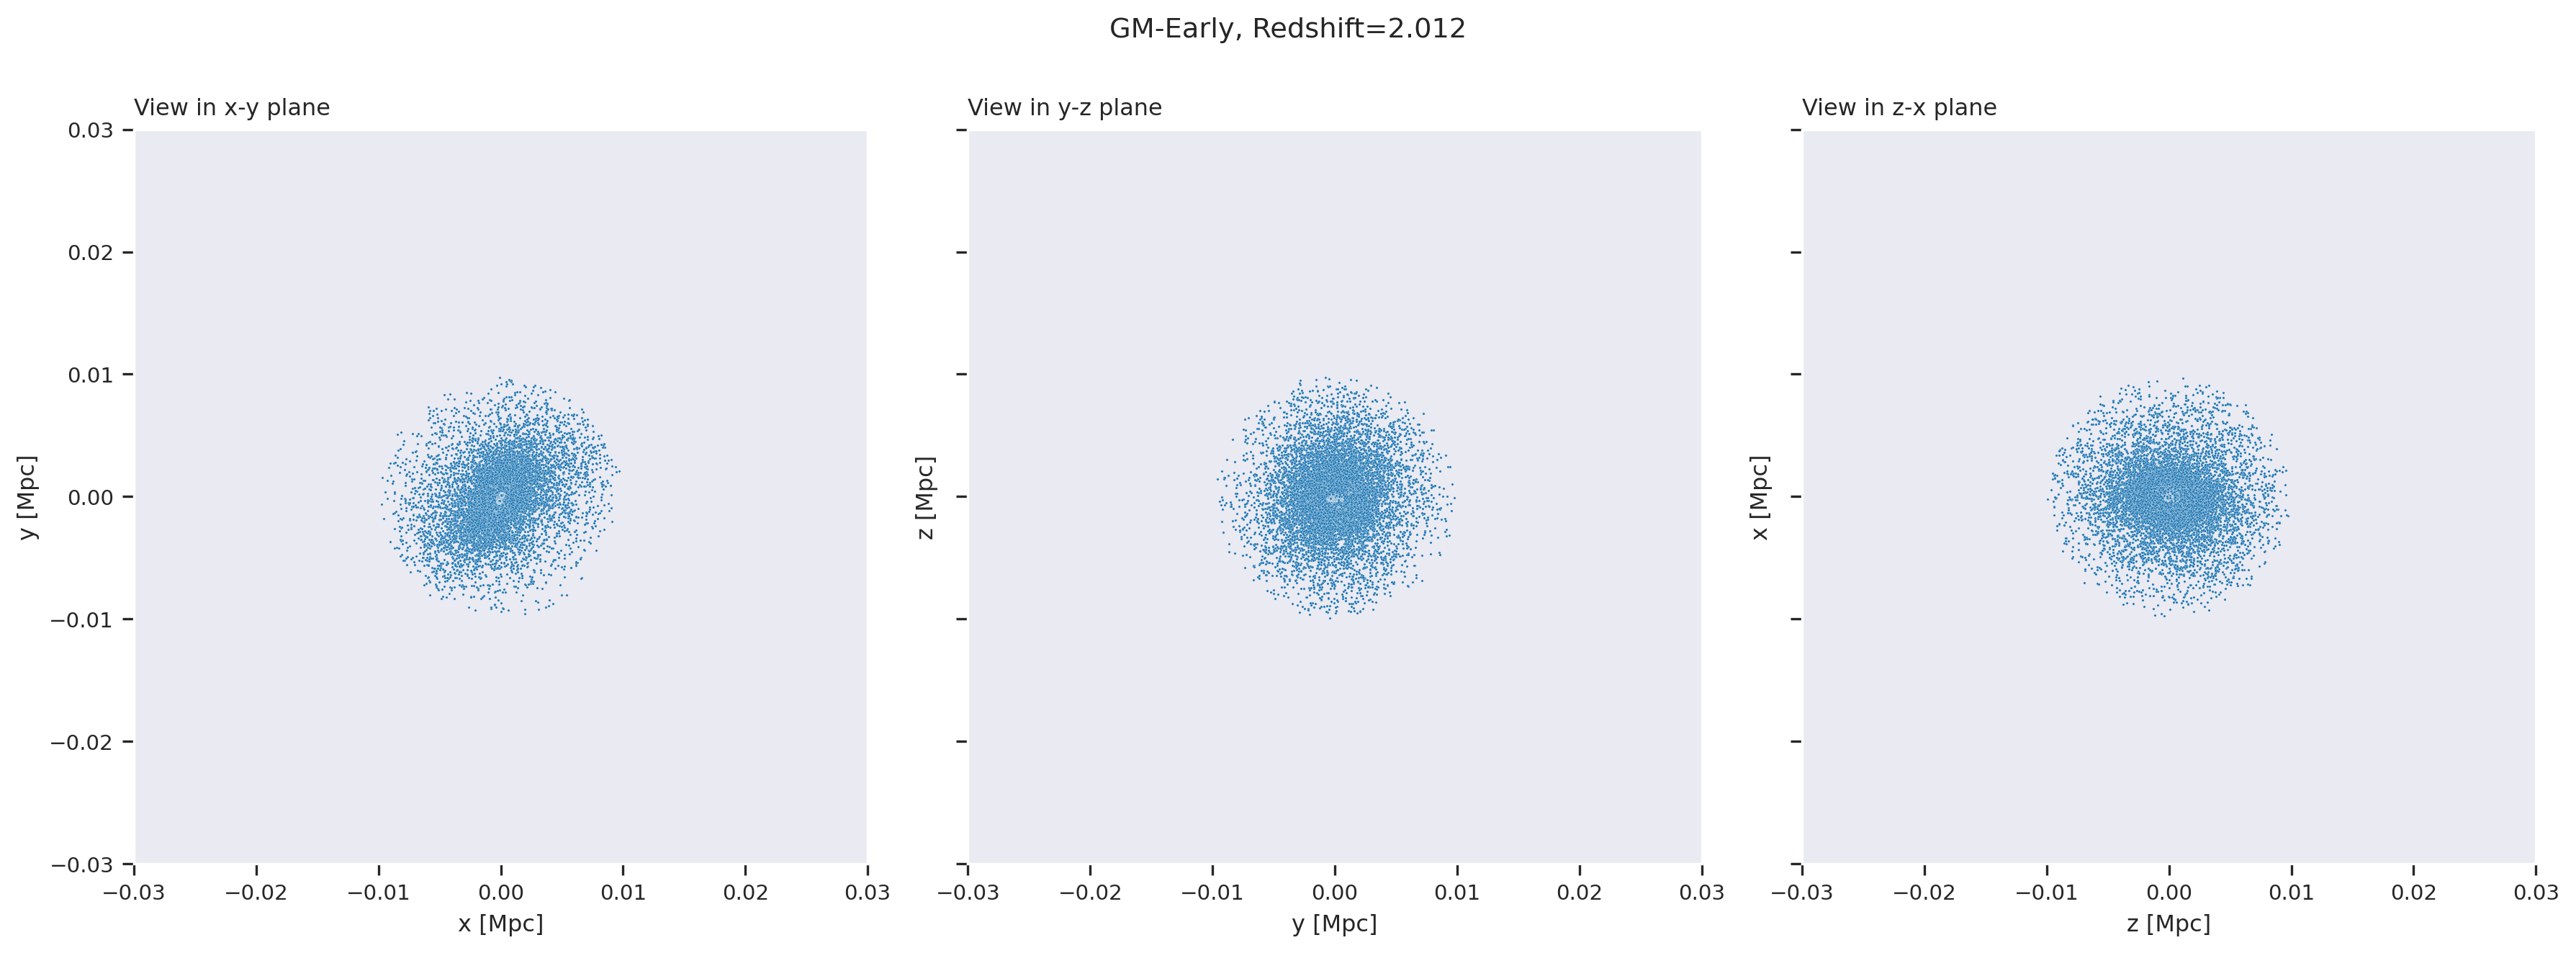 GM-Early, Redshift=2.012
View in x-y plane
0.03
0.02
0.01
0.00
−0.01
−0.02
−0.03
y [Mpc]
−0.03 −0.02 −0.01 0.00 0.01 0.02 0.03
x [Mpc]
View in y-z plane
z [Mpc]
−0.03 −0.02 −0.01 0.00 0.01 0.02 0.03
y [Mpc]
View in z-x plane
x [Mpc]
−0.03 −0.02 −0.01 0.00 0.01 0.02 0.03
z [Mpc]